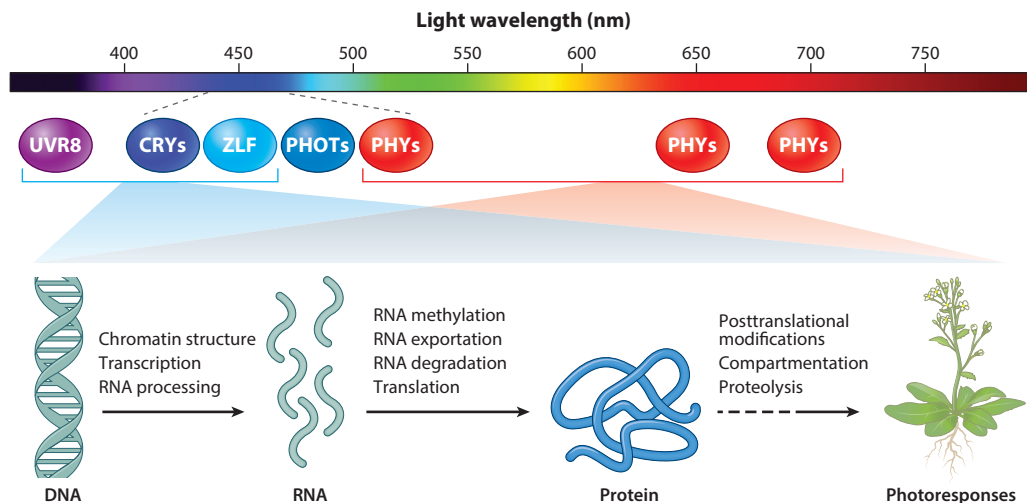 Light wavelength (nm)
400 450 500 550 600 650 700 750
UVR8 CRYs ZLF PHOTs PHYs PHYs PHYs
Chromatin structure
Transcription
RNA processing
RNA methylation
RNA exportation
RNA degradation
Translation
Posttranslational
modifications
Compartmentation
Proteolysis
DNA RNA Protein Photoresponses